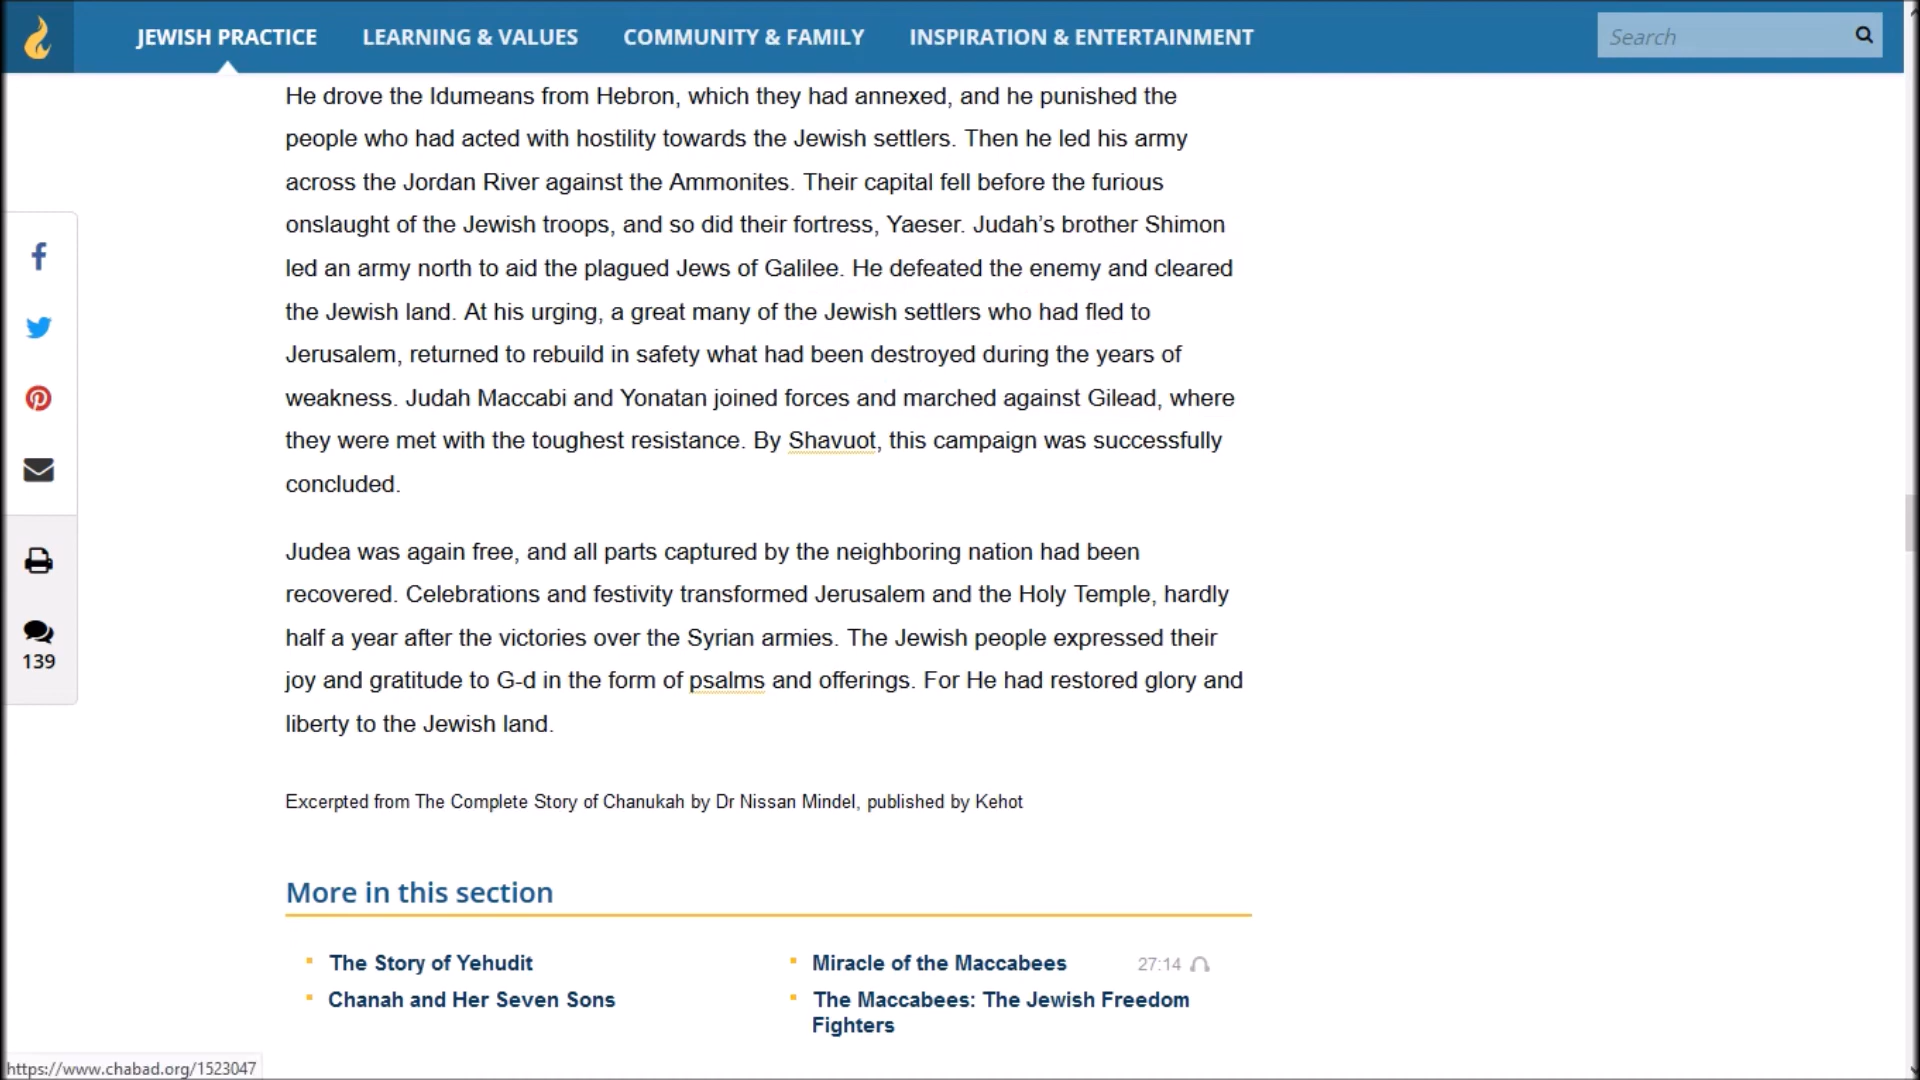 JEWISH PRACTICE LEARNING & VALUES COMMUNITY & FAMILY INSPIRATION & ENTERTAINMENT Search
He drove the Idumeans from Hebron, which they had annexed, and he punished the
people who had acted with hostility towards the Jewish settlers. Then he led his army
across the Jordan River against the Ammonites. Their capital fell before the furious
onslaught of the Jewish troops, and so did their fortress, Yaeser. Judah’s brother Shimon
led an army north to aid the plagued Jews of Galilee. He defeated the enemy and cleared
the Jewish land. At his urging, a great many of the Jewish settlers who had fled to
Jerusalem, returned to rebuild in safety what had been destroyed during the years of
weakness. Judah Maccabi and Yonatan joined forces and marched against Gilead, where
they were met with the toughest resistance. By Shavuot, this campaign was successfully
concluded.
Judea was again free, and all parts captured by the neighboring nation had been
recovered. Celebrations and festivity transformed Jerusalem and the Holy Temple, hardly
half a year after the victories over the Syrian armies. The Jewish people expressed their
joy and gratitude to G-d in the form of psalms and offerings. For He had restored glory and
liberty to the Jewish land.
139
Excerpted from The Complete Story of Chanukah by Dr Nissan Mindel, published by Kehot
More in this section
The Story of Yehudit
Chanah and Her Seven Sons
Miracle of the Maccabees 27:14
The Maccabees: The Jewish Freedom
Fighters
https://www.chabad.org/1523047